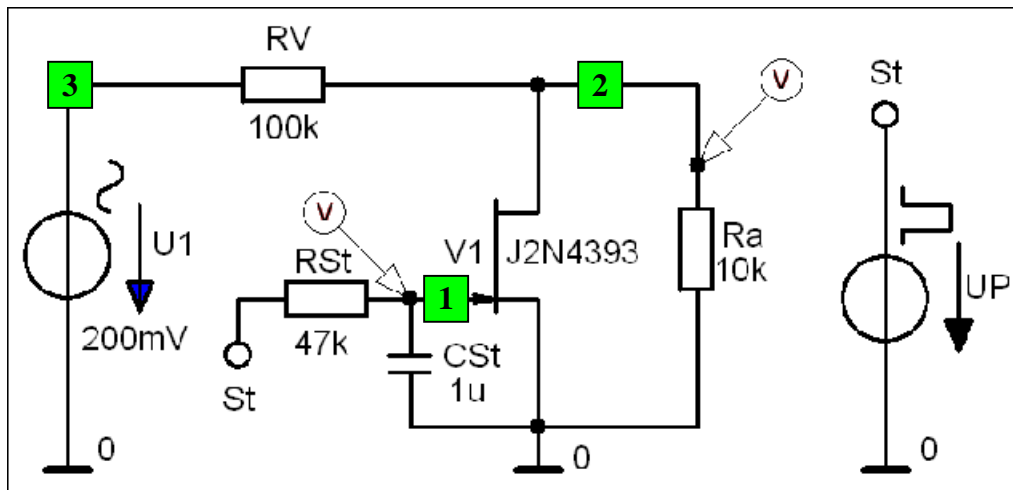 RV
St
3
2
V
100k
V
U1
V1
J2N4393
Ra
10k
RSt
1
UP
200mV
47k
CSt
1u
St
0
0
0